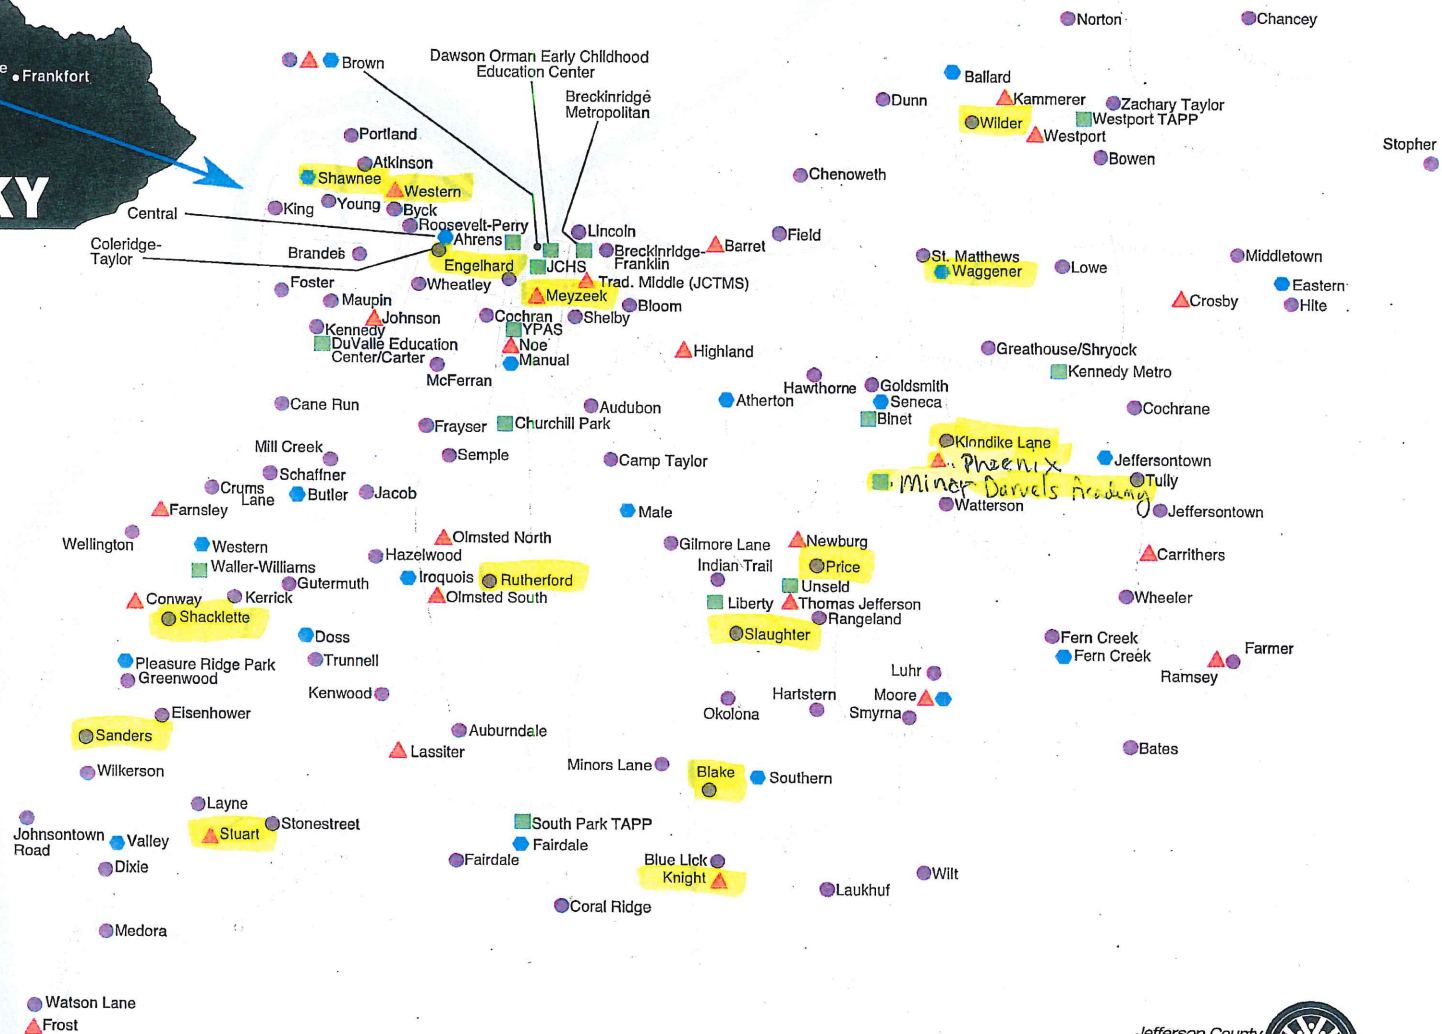 Norton
Chancey
Frankfort
KY
Brown
Dawson Orman Early Childhood
Education Center
Breckinridge
Metropolitan
Ballard
Dunn
Kammerer
Zachary Taylor
Wilder
Westport TAPP
Westport
Bowen
Stopher
Portland
Atkinson
Shawnee
Western
Chenoweth
King
Young
Byck
Central
Roosevelt-Perry
Ahrens
Lincoln
Field
Coleridge-
Taylor
Brandeis
Engelhard
JCHS
Breckinridge-
Franklin
Barret
St. Matthews
Waggener
Lowe
Middletown
Eastern
Hite
Foster
Wheatley
Trad. Middle (JCTMS)
Meyzeek
Maupin
Bloom
Crosby
Johnson
Cochran
Shelby
Kennedy
YPAS
DuValle Education
Center/Carter
Noe
Manual
Highland
Greathouse/Shryock
McFerran
Kennedy Metro
Hawthorne
Goldsmith
Cane Run
Audubon
Atherton
Seneca
Cochrane
Binet
Frayser
Churchill Park
Klondike Lane
Mill Creek
Semple
Camp Taylor
Phoenix
Jeffersontown
Schaffner
Minor Darvels Academy
Tully
Crums
Lane
Butler
Jacob
Farnsley
Male
Watterson
Jeffersontown
Wellington
Western
Olmsted North
Gilmore Lane
Newburg
Hazelwood
Carrithers
Waller-Williams
Indian Trail
Price
Gutermuth
Iroquois
Rutherford
Unseld
Conway
Kerrick
Olmsted South
Liberty
Thomas Jefferson
Wheeler
Shacklette
Rangeland
Doss
Slaughter
Fern Creek
Pleasure Ridge Park
Trunnell
Fern Creek
Farmer
Greenwood
Luhr
Ramsey
Kenwood
Hartstern
Moore
Eisenhower
Okolona
Smyrna
Sanders
Auburndale
Lassiter
Bates
Wilkerson
Minors Lane
Blake
Southern
Layne
Johnsontown
Road
Valley
Stuart
Stonestreet
South Park TAPP
Fairdale
Dixie
Fairdale
Blue Lick
Knight
Wilt
Laukhuf
Coral Ridge
Medora
Watson Lane
Frost
Jefferson County